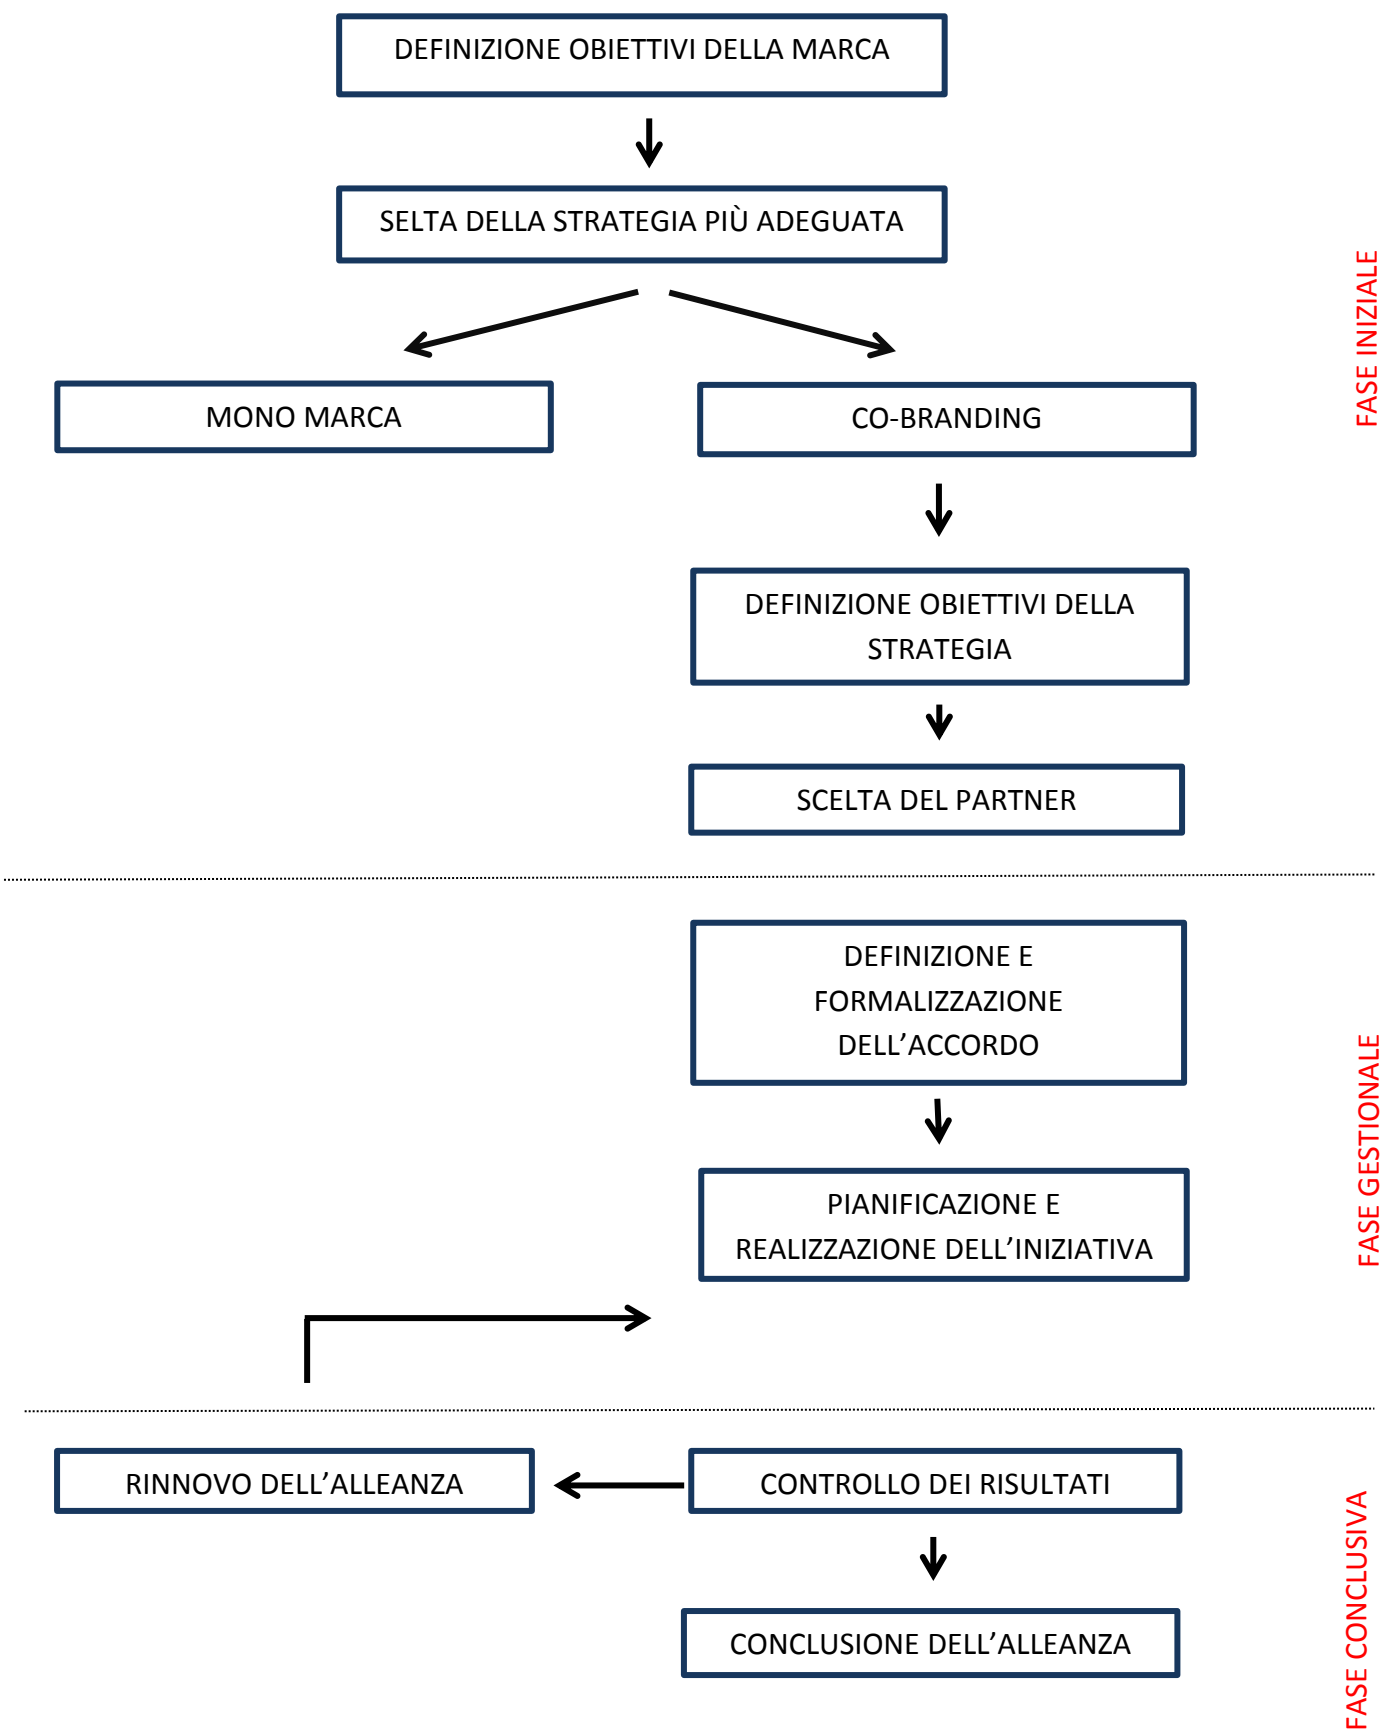 DEFINIZIONE OBIETTIVI DELLA MARCA
SELTA DELLA STRATEGIA PIÙ ADEGUATA
MONO MARCA
CO-BRANDING
DEFINIZIONE OBIETTIVI DELLA
STRATEGIA
SCELTA DEL PARTNER
FASE INIZIALE
DEFINIZIONE E
FORMALIZZAZIONE
DELL’ACCORDO
PIANIFICAZIONE E
REALIZZAZIONE DELL’INIZIATIVA
FASE GESTIONALE
RINNOVO DELL’ALLEANZA
CONTROLLO DEI RISULTATI
CONCLUSIONE DELL’ALLEANZA
FASE CONCLUSIVA